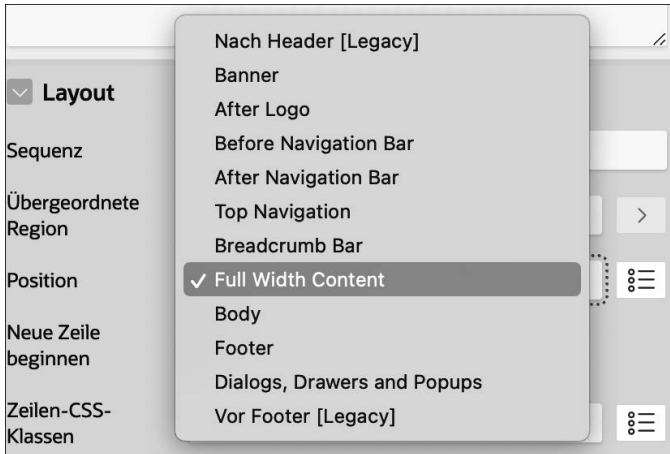 Nach Header [Legacy]
Banner
Layout
After Logo
Before Navigation Bar
Sequenz
After Navigation Bar
Übergeordnete
Region
Top Navigation
Breadcrumb Bar
Position
✓ Full Width Content
Body
Neue Zeile
beginnen
Footer
Dialogs, Drawers and Popups
Zeilen-CSS-
Klassen
Vor Footer [Legacy]